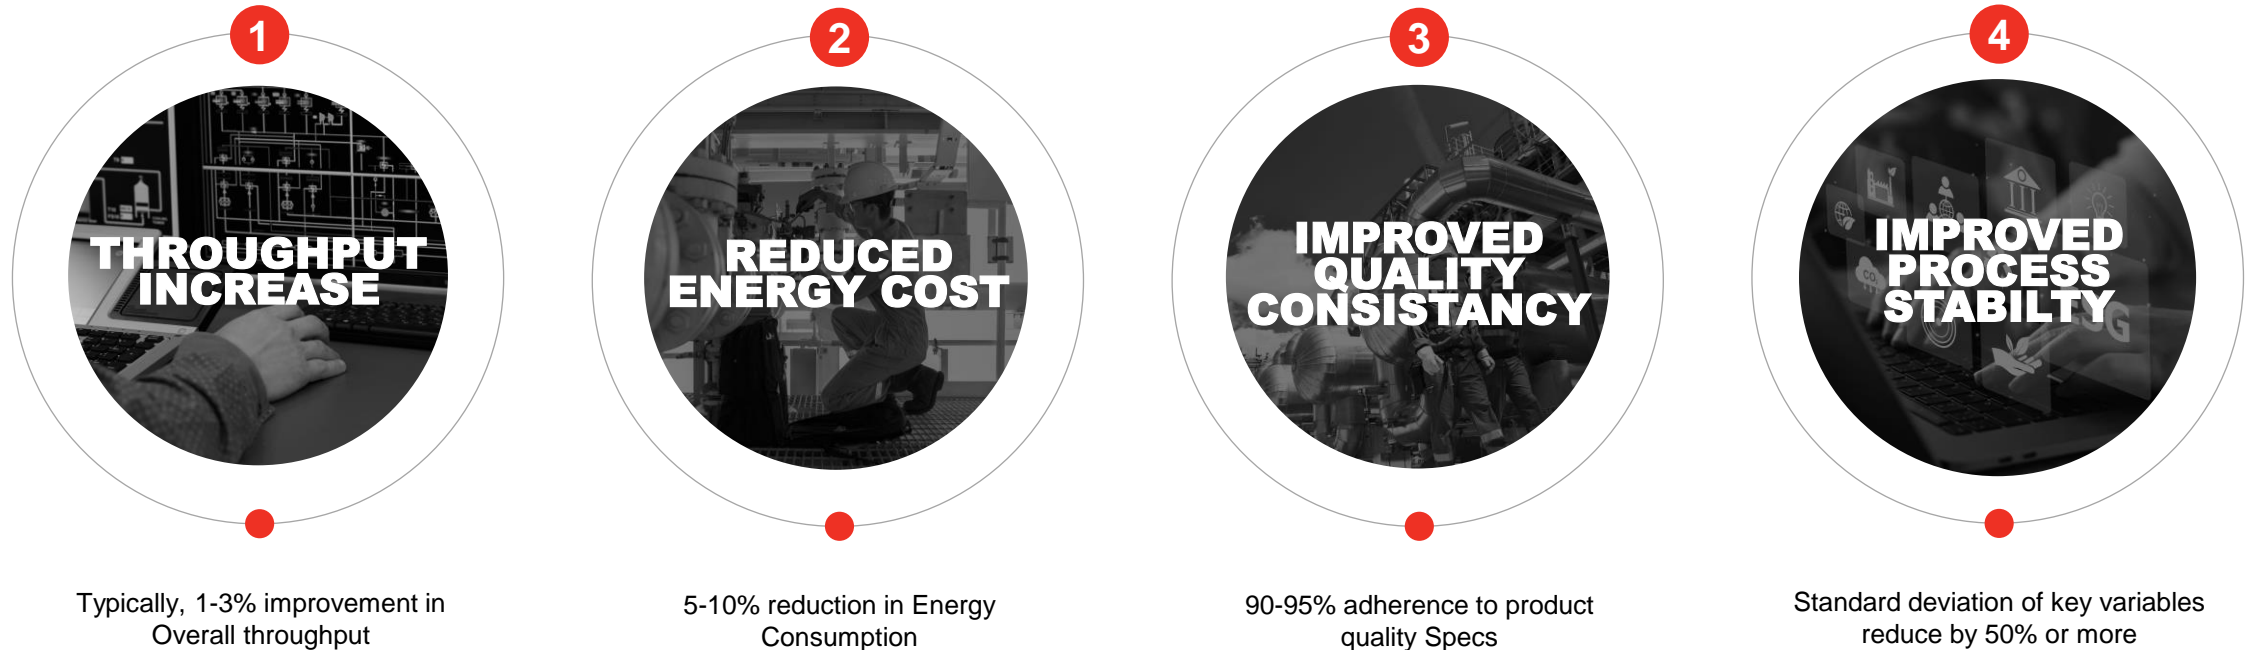 1
THROUGHPUT
INCREASE
Typically, 1-3% improvement in
Overall throughput
2
REDUCED
ENERGY COST
5-10% reduction in Energy
Consumption
3
IMPROVED
QUALITY
CONSISTANCY
90-95% adherence to product
quality Specs
4
IMPROVED
PROCESS
STABILTY
Standard deviation of key variables
reduce by 50% or more